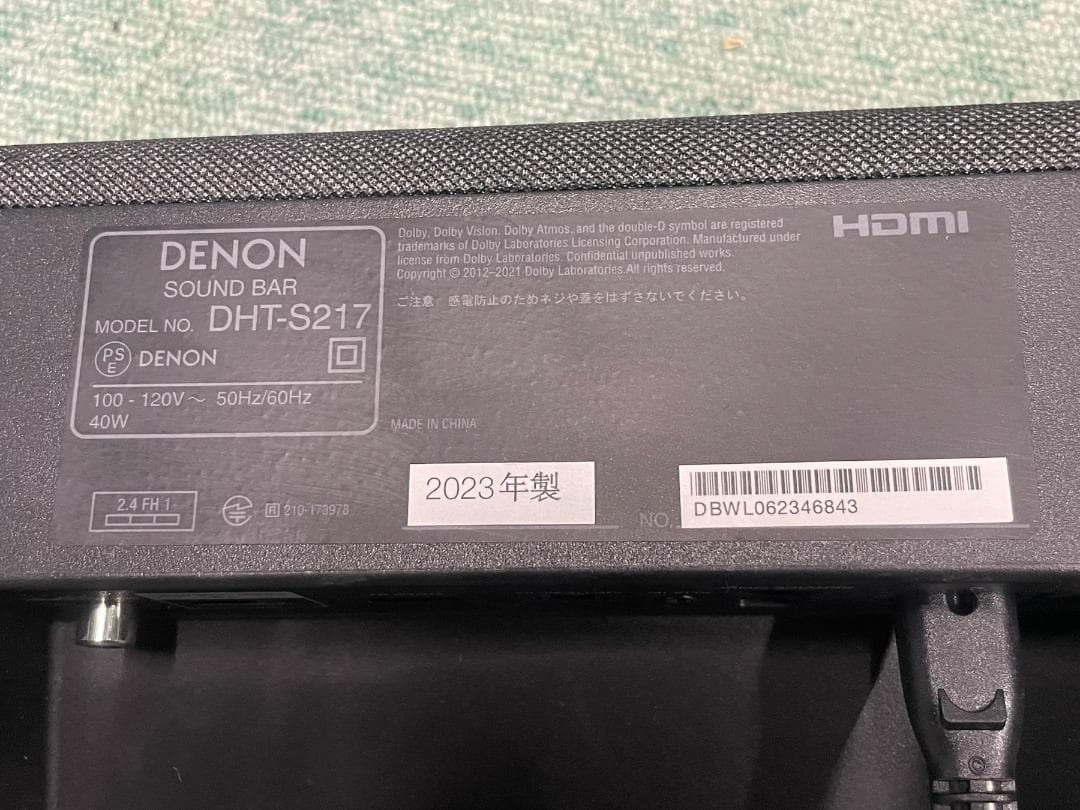 DENON
SOUND BAR
MODEL NO. DHT-S217
PSE DENON
100 - 120V～ 50Hz/60Hz
40W
Dolby, Dolby Vision, Dolby Atmos, and the double-D symbol are registered
trademarks of Dolby Laboratories Licensing Corporation. Manufactured under
license from Dolby Laboratories. Confidential unpublished works.
Copyright © 2012–2021 Dolby Laboratories.All rights reserved.
ご注意 感電防止のためネジや蓋をはずさないでください。
HDMI
MADE IN CHINA
2.4 FH 1
R 210-173978
2023年製
NO.
DBWL062346843